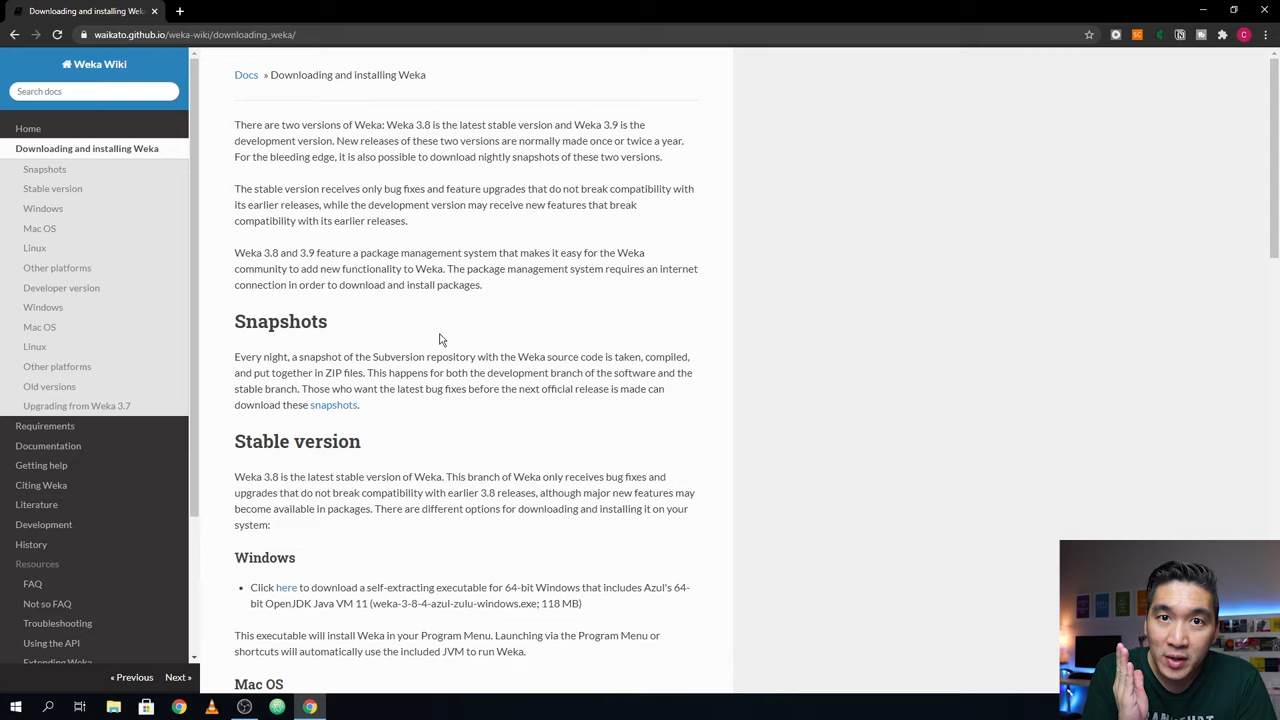 Downloading and installing Weka
waikato.github.io/weka-wiki/downloading_weka/
Weka Wiki
Search docs
Home
Downloading and installing Weka
Snapshots
Stable version
Windows
Mac OS
Linux
Other platforms
Developer version
Windows
Mac OS
Linux
Other platforms
Old versions
Upgrading from Weka 3.7
Requirements
Documentation
Getting help
Citing Weka
Literature
Development
History
Resources
FAQ
Not so FAQ
Troubleshooting
Using the API
Extending Weka
« Previous Next »
Docs » Downloading and installing Weka
There are two versions of Weka: Weka 3.8 is the latest stable version and Weka 3.9 is the
development version. New releases of these two versions are normally made once or twice a year.
For the bleeding edge, it is also possible to download nightly snapshots of these two versions.
The stable version receives only bug fixes and feature upgrades that do not break compatibility with
its earlier releases, while the development version may receive new features that break
compatibility with its earlier releases.
Weka 3.8 and 3.9 feature a package management system that makes it easy for the Weka
community to add new functionality to Weka. The package management system requires an internet
connection in order to download and install packages.
Snapshots
Every night, a snapshot of the Subversion repository with the Weka source code is taken, compiled,
and put together in ZIP files. This happens for both the development branch of the software and the
stable branch. Those who want the latest bug fixes before the next official release is made can
download these snapshots.
Stable version
Weka 3.8 is the latest stable version of Weka. This branch of Weka only receives bug fixes and
upgrades that do not break compatibility with earlier 3.8 releases, although major new features may
become available in packages. There are different options for downloading and installing it on your
system:
Windows
• Click here to download a self-extracting executable for 64-bit Windows that includes Azul's 64-
bit OpenJDK Java VM 11 (weka-3-8-4-azul-zulu-windows.exe; 118 MB)
This executable will install Weka in your Program Menu. Launching via the Program Menu or
shortcuts will automatically use the included JVM to run Weka.
Mac OS